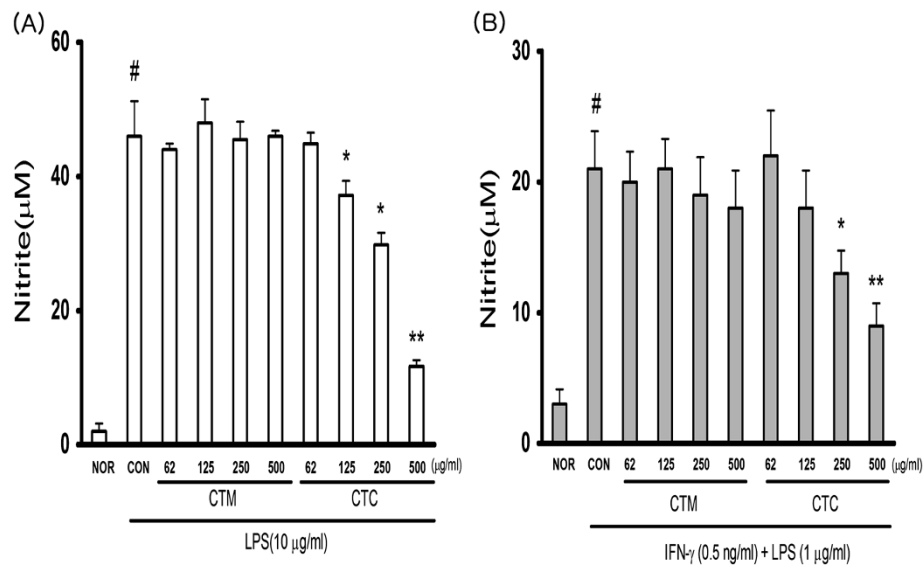 (A)
60
40
20
0
Nitrite(μM)
#
*
*
**
NOR CON 62 125 250 500 62 125 250 500 (μg/ml)
CTM CTC
LPS(10 μg/ml)
(B)
30
20
10
0
Nitrite(μM)
#
*
**
NOR CON 62 125 250 500 62 125 250 500 (μg/ml)
CTM CTC
IFN-γ (0.5 ng/ml) + LPS (1 μg/ml)